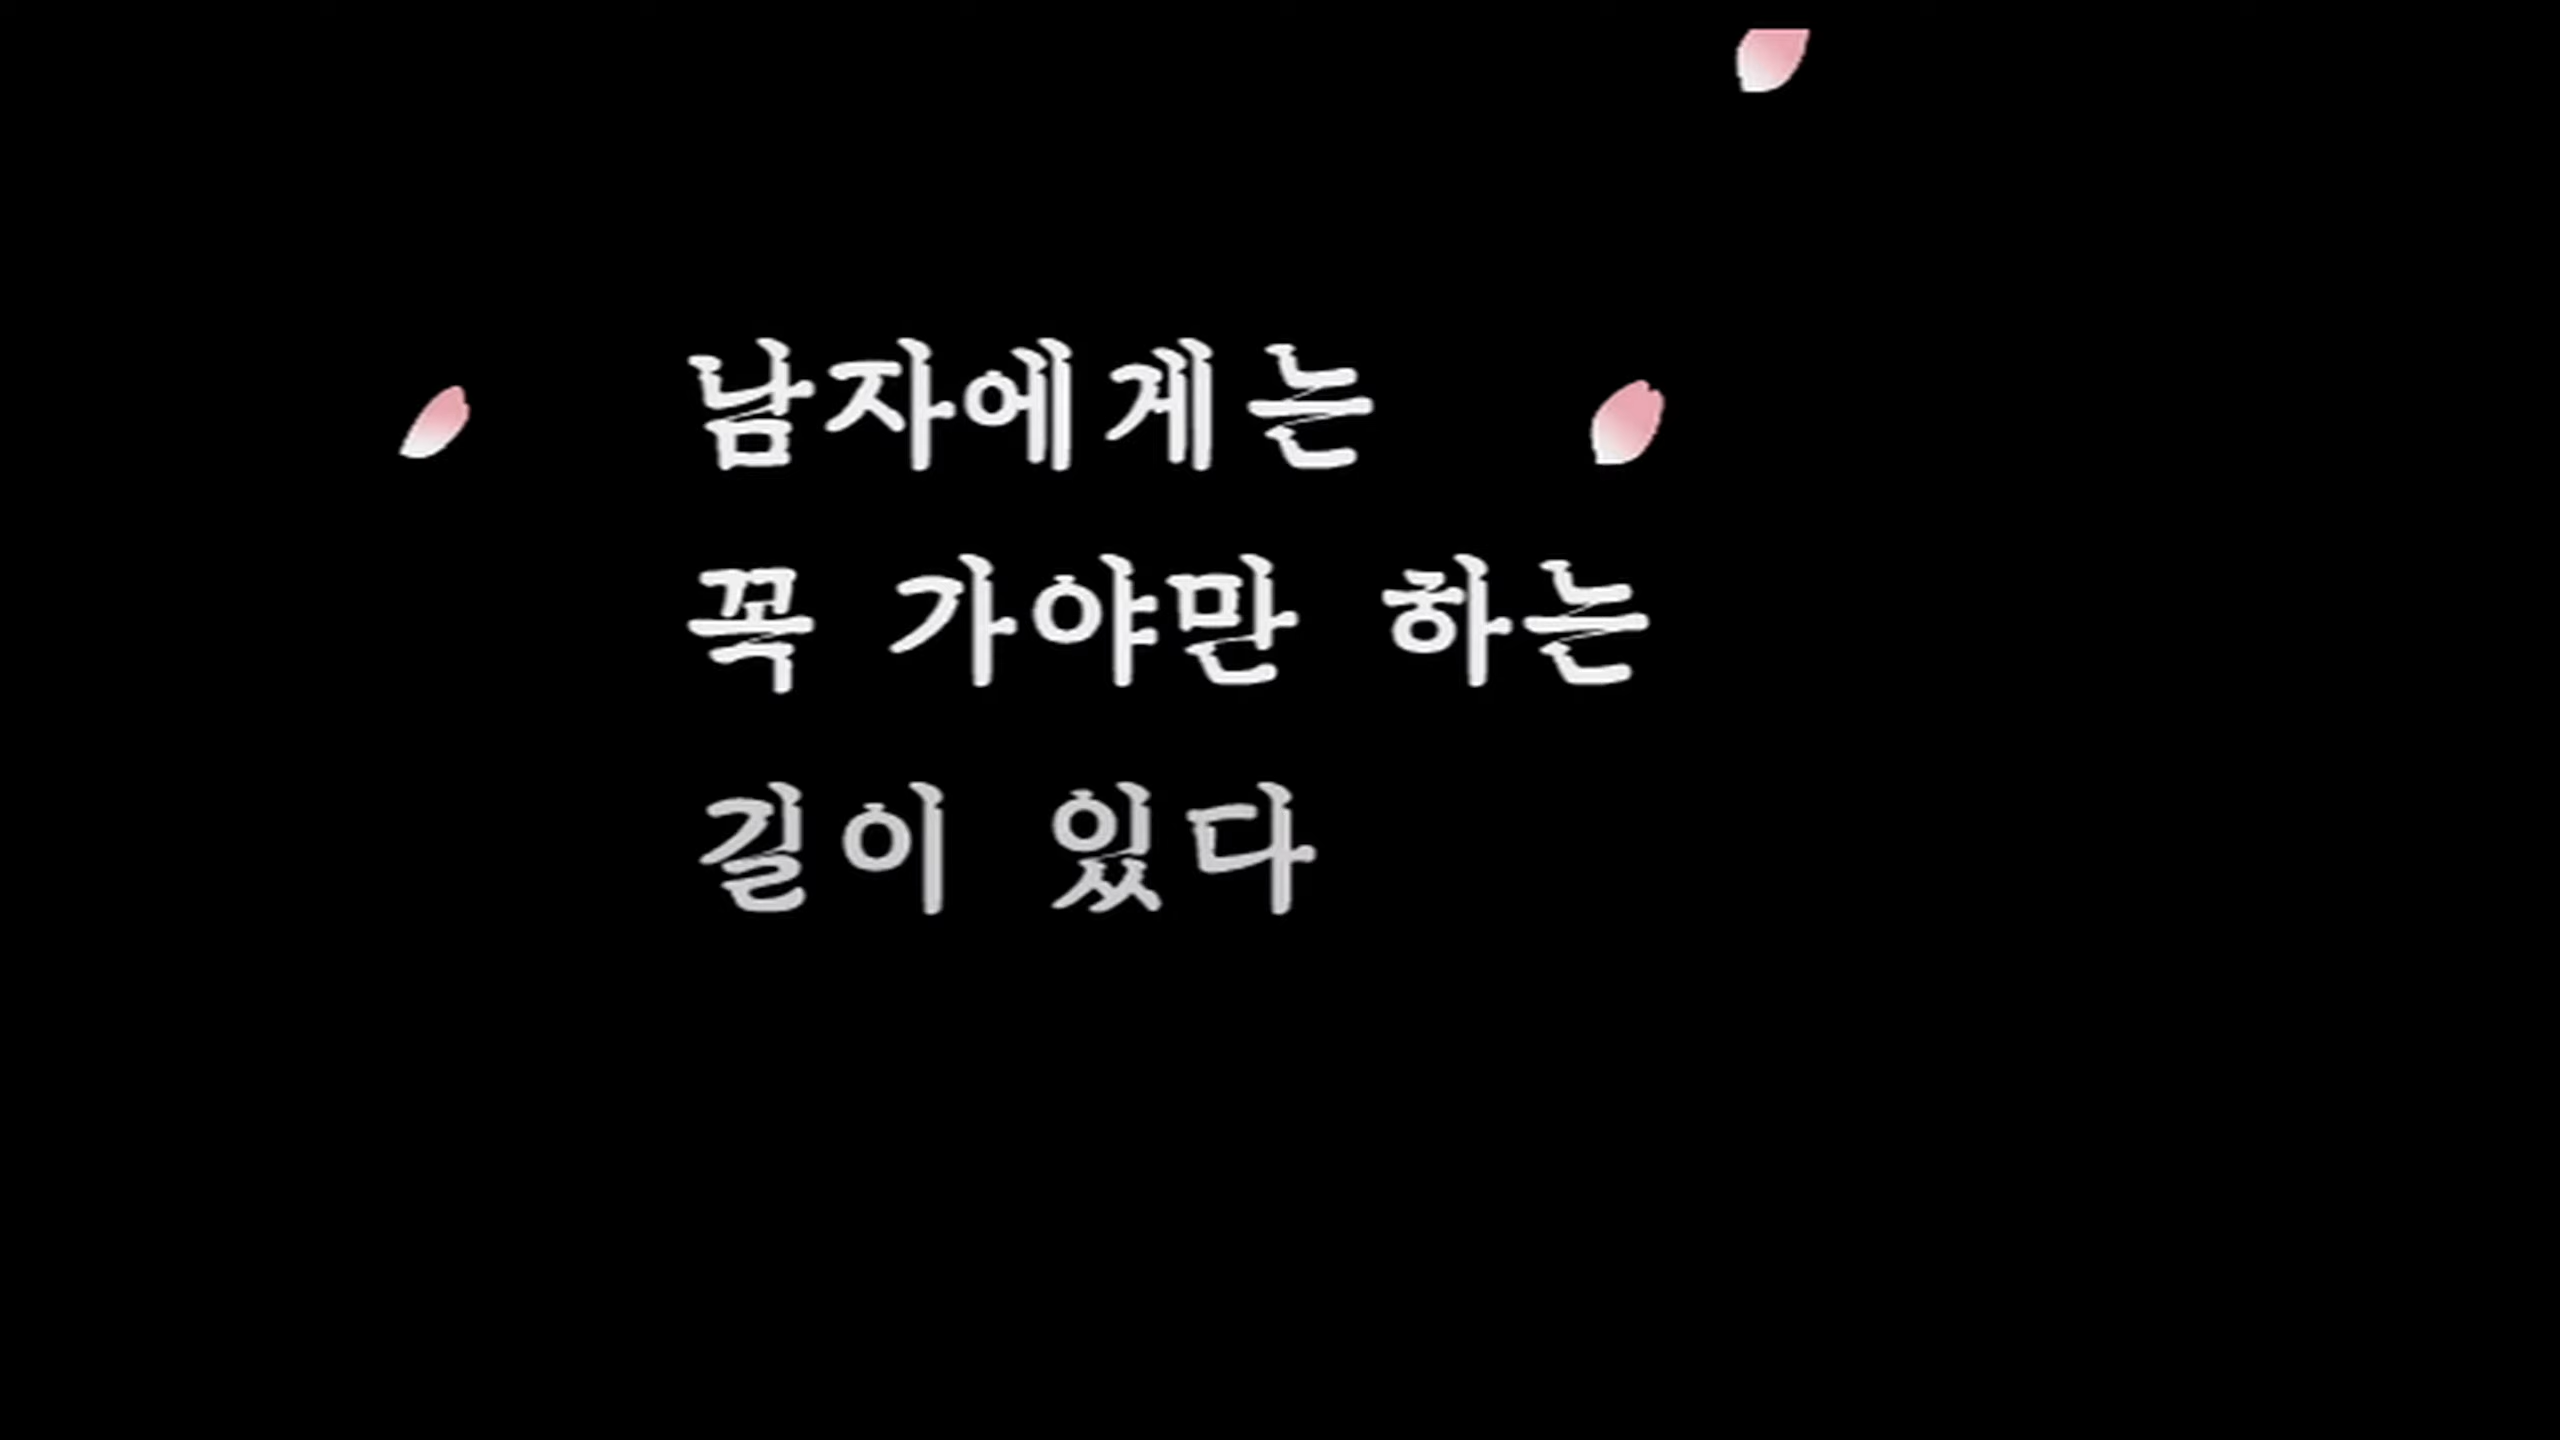 남자에게는
꼭 가야만 하는
길이 있다